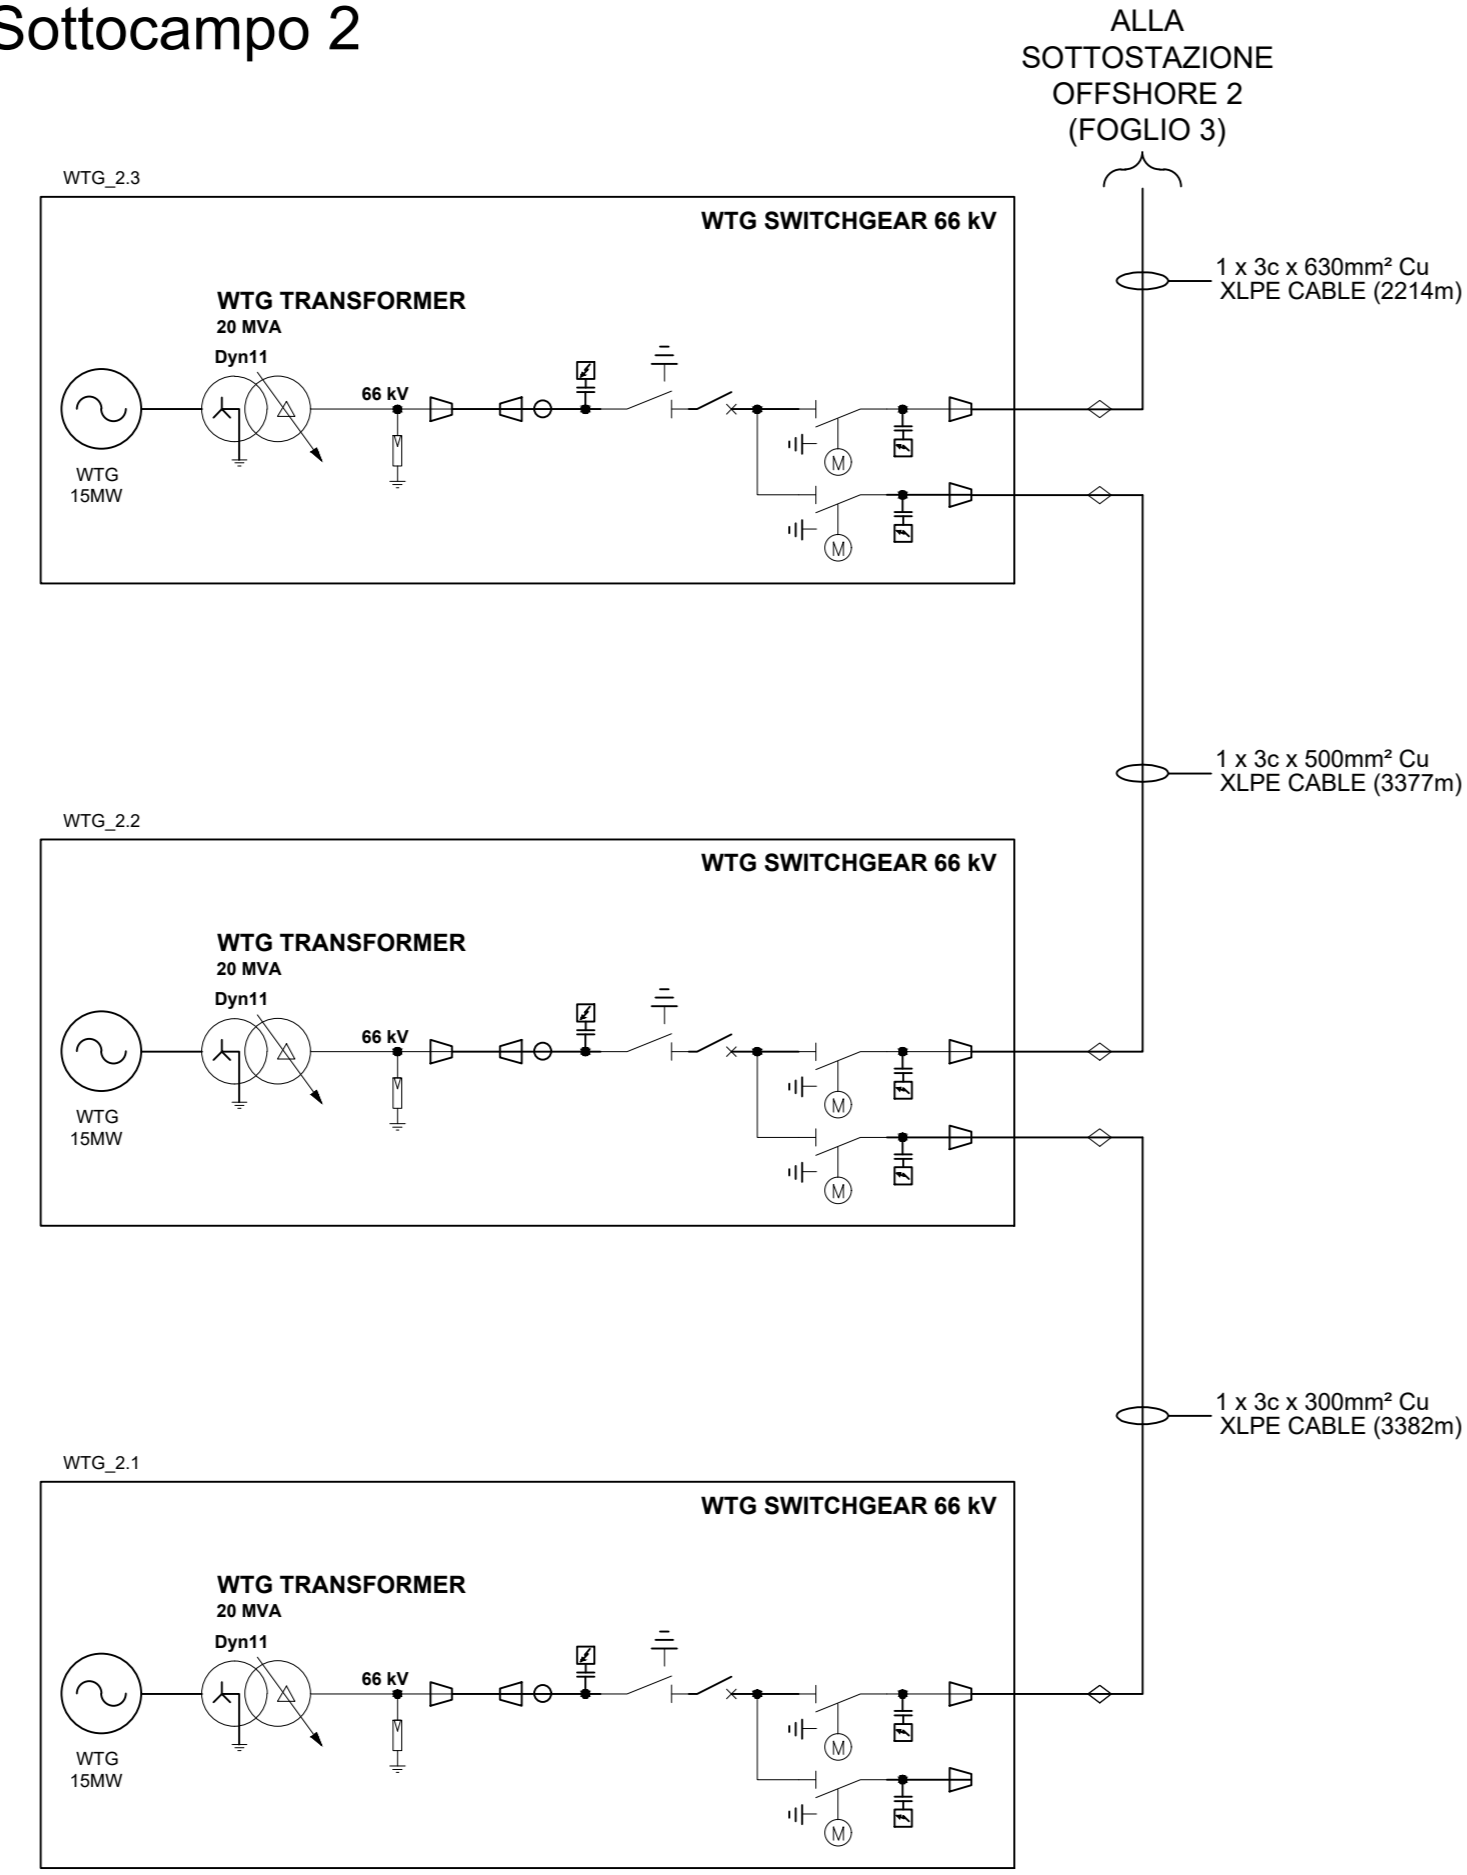 Sottocampo 2
ALLA
SOTTOSTAZIONE
OFFSHORE 2
(FOGLIO 3)
WTG_2.3
WTG SWITCHGEAR 66 kV
1 x 3c x 630mm² Cu
XLPE CABLE (2214m)
WTG TRANSFORMER
20 MVA
Dyn11
66 kV
WTG
15MW
M
M
1 x 3c x 500mm² Cu
XLPE CABLE (3377m)
WTG_2.2
WTG SWITCHGEAR 66 kV
WTG TRANSFORMER
20 MVA
Dyn11
66 kV
WTG
15MW
M
M
1 x 3c x 300mm² Cu
XLPE CABLE (3382m)
WTG_2.1
WTG SWITCHGEAR 66 kV
WTG TRANSFORMER
20 MVA
Dyn11
66 kV
WTG
15MW
M
M